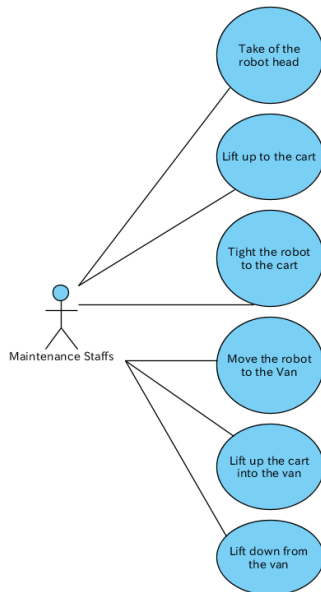 Take of the
robot head
Lift up to the cart
Tight the robot
to the cart
Maintenance Staffs
Move the robot
to the Van
Lift up the cart
into the van
Lift down from
the van